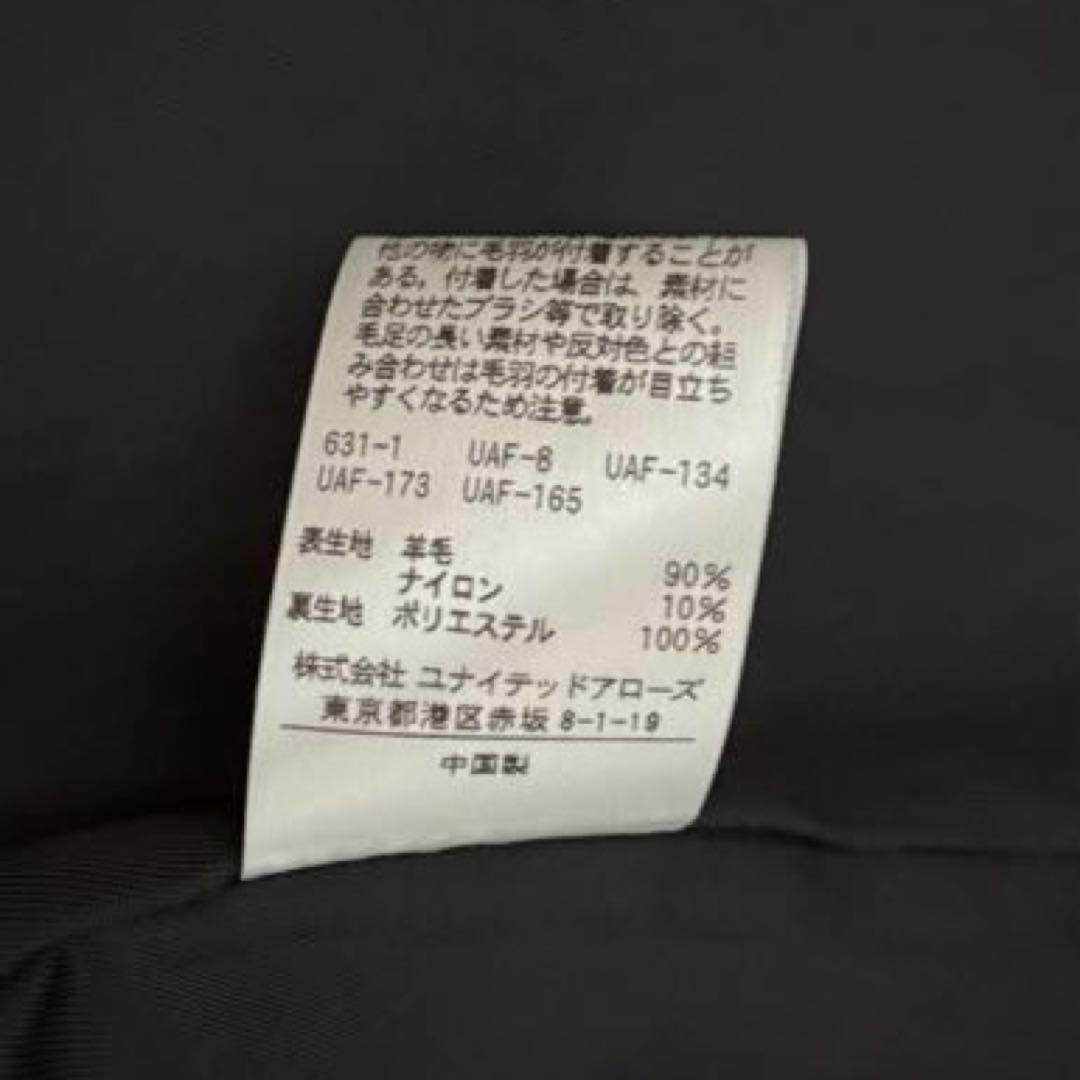 他の物に毛羽が付着することが
ある。付着した場合は、素材に
合わせたブラシ等で取り除く。
毛足の長い素材や反対色との組
み合わせは毛羽の付着が目立ち
やすくなるため注意。
631-1 UAF-8 UAF-134
UAF-173 UAF-165
表生地 羊毛 90%
ナイロン 10%
裏生地 ポリエステル 100%
株式会社 ユナイテッドアローズ
東京都港区赤坂 8-1-19
中国製